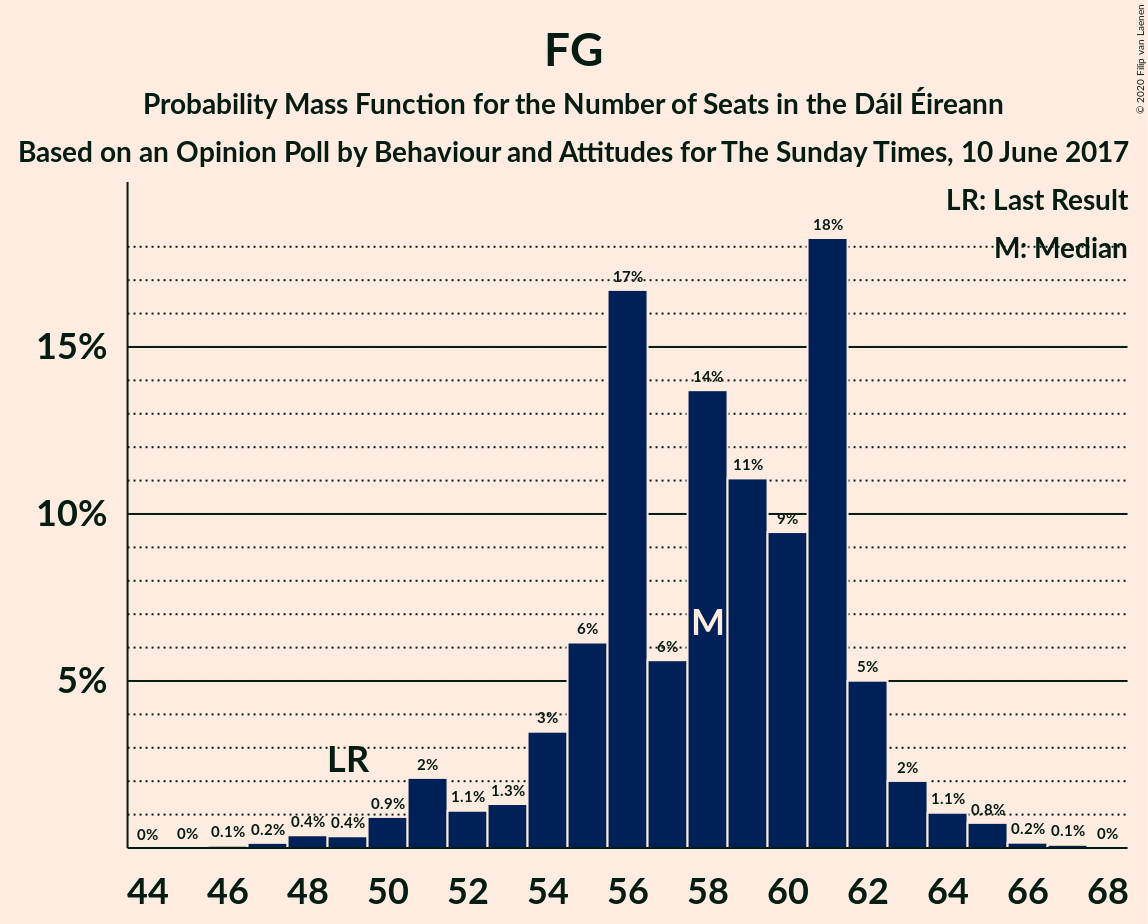 FG
Probability Mass Function for the Number of Seats in the Dáil Éireann
Based on an Opinion Poll by Behaviour and Attitudes for The Sunday Times, 10 June 2017
© 2020 Filip van Laenen
LR: Last Result
M: Median
15%
10%
5%
0% 0% 0.1% 0.2% 0.4% 0.4% 0.9% 2% 1.1% 1.3% 3% 6% 17% 6% 14% 11% 9% 18% 5% 2% 1.1% 0.8% 0.2% 0.1% 0%
LR
M
44 46 48 50 52 54 56 58 60 62 64 66 68